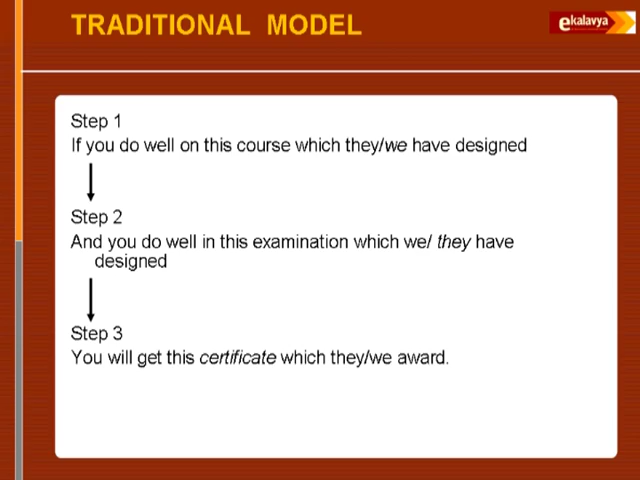 TRADITIONAL MODEL
ekalavya
Step 1
If you do well on this course which they/we have designed
Step 2
And you do well in this examination which we/ they have
designed
Step 3
You will get this certificate which they/we award.